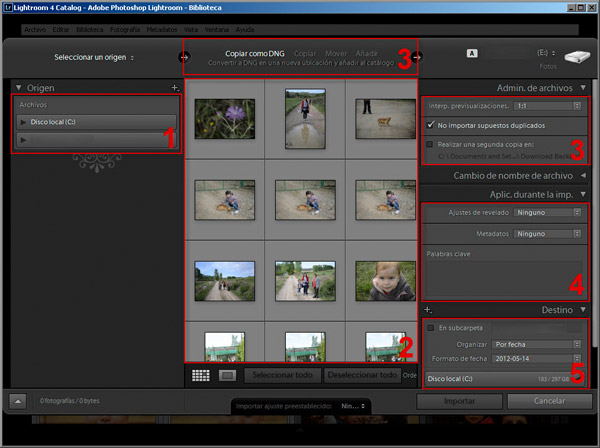 Lightroom 4 Catalog - Adobe Photoshop Lightroom - Biblioteca
Archivo Editar Biblioteca Fotografía Metadatos Vista Ventana Ayuda
Seleccionar un origen
Copiar como DNG Copiar Mover Añadir
Convertir a DNG en una nueva ubicación y añadir al catálogo
3
A
(E:)
Fotos
Origen
Archivos
Disco local (C:)
1
2
Admin. de archivos
Interp. previsualizaciones. 1:1
No importar supuestos duplicados
Realizar una segunda copia en:
C:\Documents and Set... Download Back
3
Cambio de nombre de archivo
Aplic. durante la imp.
Ajustes de revelado Ninguno
Metadatos Ninguno
Palabras clave
4
Destino
En subcarpeta
Organizar Por fecha
Formato de fecha 2012-05-14
Disco local (C:) 183 / 297 GB
5
Seleccionar todo Deseleccionar todo Orde
0 fotografías / 0 bytes
Importar ajuste preestablecido: Nin...
Importar Cancelar